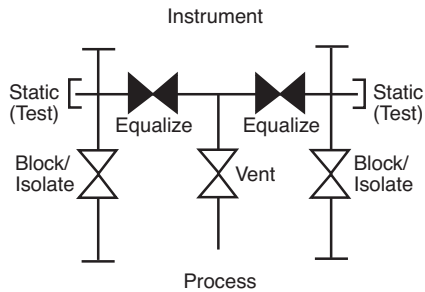 Instrument
Static
(Test)
Equalize
Equalize
Static
(Test)
Block/
Isolate
Vent
Block/
Isolate
Process